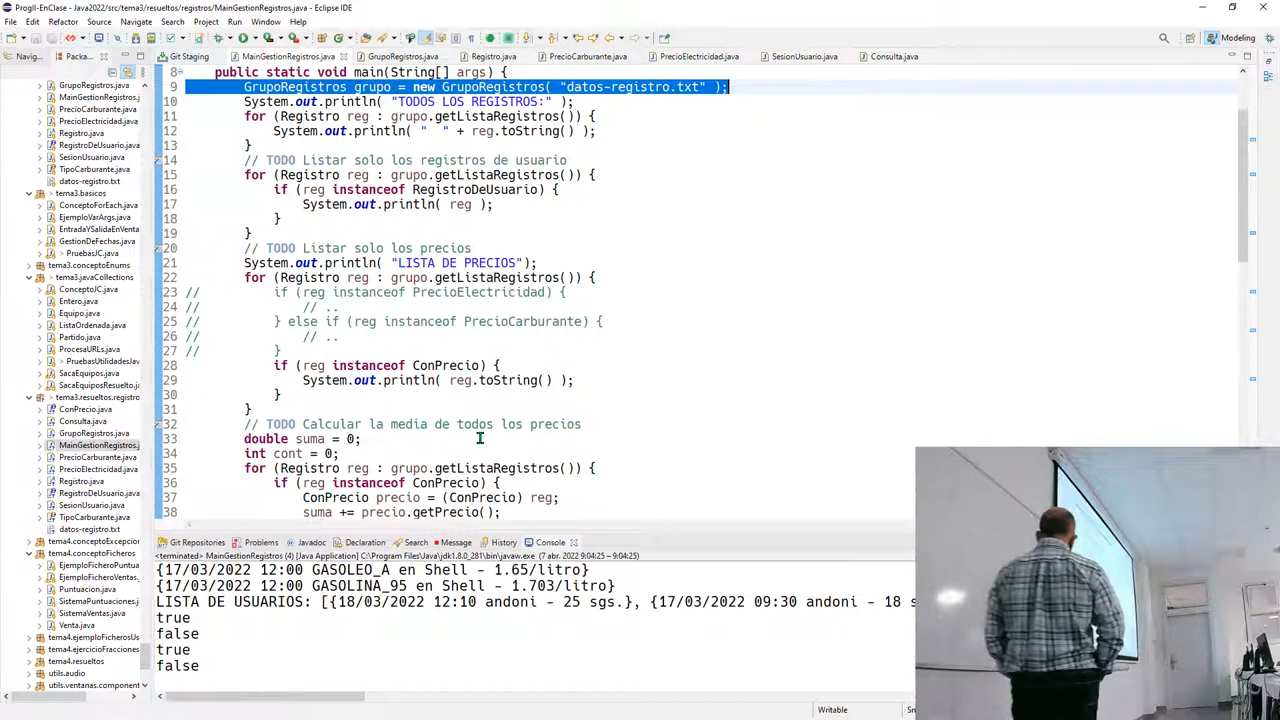 ProgII-EnClase - Java2022/src/tema3/resueltos/registros/MainGestionRegistros.java - Eclipse IDE
File Edit Refactor Source Navigate Search Project Run Window Help
Navig... Packa... Git Staging MainGestionRegistros.java GrupoRegistros.java Registro.java PrecioCarburante.java PrecioElectricidad.java SesionUsuario.java Consulta.java
Modeling
GrupoRegistros.java
MainGestionRegistros.
PrecioCarburante.java
PrecioElectricidad.java
Registro.java
RegistroDeUsuario.java
SesionUsuario.java
TipoCarburante.java
datos-registro.txt
tema3.basicos
ConceptoForEach.java
EjemploVarArgs.java
EntradaYSalidaEnVenta
GestionDeFechas.java
> PruebasJC.java
tema3.conceptoEnums
tema3.javaCollections
ConceptoJC.java
Entero.java
Equipo.java
ListaOrdenada.java
Partido.java
ProcesaURLs.java
> PruebasUtilidadesJav
SacaEquipos.java
SacaEquiposResuelto.j
tema3.resueltos.registro
ConPrecio.java
Consulta.java
GrupoRegistros.java
MainGestionRegistros.j
PrecioCarburante.java
PrecioElectricidad.java
Registro.java
RegistroDeUsuario.java
SesionUsuario.java
TipoCarburante.java
datos-registro.txt
tema4.conceptoExcepcion
tema4.conceptoFicheros
EjemploFicheroPuntua
EjemploFicheroVentas.
Puntuacion.java
SistemaPuntuaciones.j
SistemaVentas.java
Venta.java
tema4.ejemploFicherosUs
tema4.ejercicioFracciones
tema4.resueltos
utils.audio
utils.ventanas.component
8 public static void main(String[] args) {
9 GrupoRegistros grupo = new GrupoRegistros( "datos-registro.txt" );
10 System.out.println( "TODOS LOS REGISTROS:" );
11 for (Registro reg : grupo.getListaRegistros()) {
12 System.out.println( "  " + reg.toString() );
13 }
14 // TODO Listar solo los registros de usuario
15 for (Registro reg : grupo.getListaRegistros()) {
16 if (reg instanceof RegistroDeUsuario) {
17 System.out.println( reg );
18 }
19 }
20 // TODO Listar solo los precios
21 System.out.println( "LISTA DE PRECIOS");
22 for (Registro reg : grupo.getListaRegistros()) {
23 // if (reg instanceof PrecioElectricidad) {
24 // // ..
25 // } else if (reg instanceof PrecioCarburante) {
26 // // ..
27 // }
28 if (reg instanceof ConPrecio) {
29 System.out.println( reg.toString() );
30 }
31 }
32 // TODO Calcular la media de todos los precios
33 double suma = 0;
34 int cont = 0;
35 for (Registro reg : grupo.getListaRegistros()) {
36 if (reg instanceof ConPrecio) {
37 ConPrecio precio = (ConPrecio) reg;
38 suma += precio.getPrecio();
Git Repositories Problems Javadoc Declaration Search Message History Console
<terminated> MainGestionRegistros (4) [Java Application] C:\Program Files\Java\jdk1.8.0_281\bin\javaw.exe (7 abr. 2022 9:04:25 – 9:04:25)
{17/03/2022 12:00 GASOLEO_A en Shell - 1.65/litro}
{17/03/2022 12:00 GASOLINA_95 en Shell - 1.703/litro}
LISTA DE USUARIOS: [{18/03/2022 12:10 andoni - 25 sgs.}, {17/03/2022 09:30 andoni - 18 s
true
false
true
false
Writable